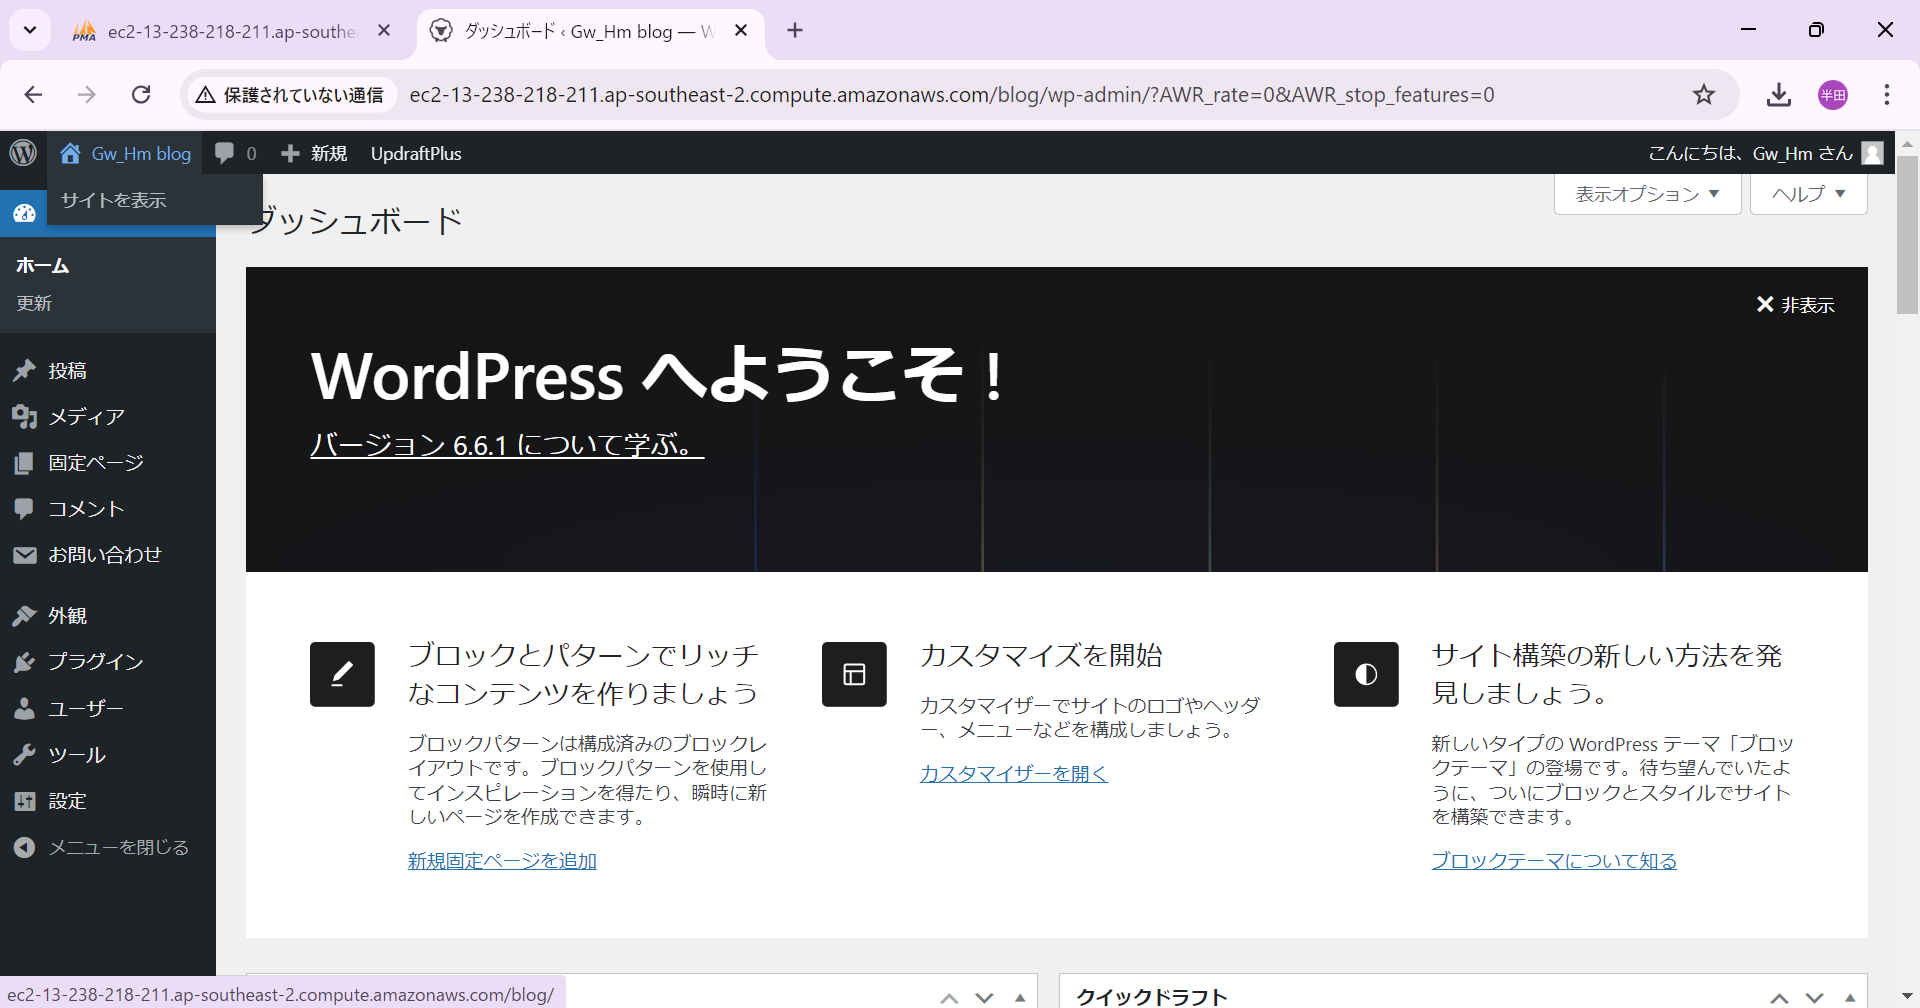 PMA ec2-13-238-218-211.ap-southe
ダッシュボード ‹ Gw_Hm blog — W
保護されていない通信
ec2-13-238-218-211.ap-southeast-2.compute.amazonaws.com/blog/wp-admin/?AWR_rate=0&AWR_stop_features=0
半田
Gw_Hm blog
0
新規
UpdraftPlus
こんにちは、Gw_Hm さん
サイトを表示
ダッシュボード
表示オプション
ヘルプ
ホーム
更新
投稿
メディア
固定ページ
コメント
お問い合わせ
外観
プラグイン
ユーザー
ツール
設定
メニューを閉じる
非表示
WordPress へようこそ !
バージョン 6.6.1 について学ぶ。
ブロックとパターンでリッチ
なコンテンツを作りましょう
ブロックパターンは構成済みのブロックレ
イアウトです。ブロックパターンを使用し
てインスピレーションを得たり、瞬時に新
しいページを作成できます。
新規固定ページを追加
カスタマイズを開始
カスタマイザーでサイトのロゴやヘッダ
ー、メニューなどを構成しましょう。
カスタマイザーを開く
サイト構築の新しい方法を発
見しましょう。
新しいタイプの WordPress テーマ「ブロッ
クテーマ」の登場です。待ち望んでいたよ
うに、ついにブロックとスタイルでサイト
を構築できます。
ブロックテーマについて知る
クイックドラフト
ec2-13-238-218-211.ap-southeast-2.compute.amazonaws.com/blog/